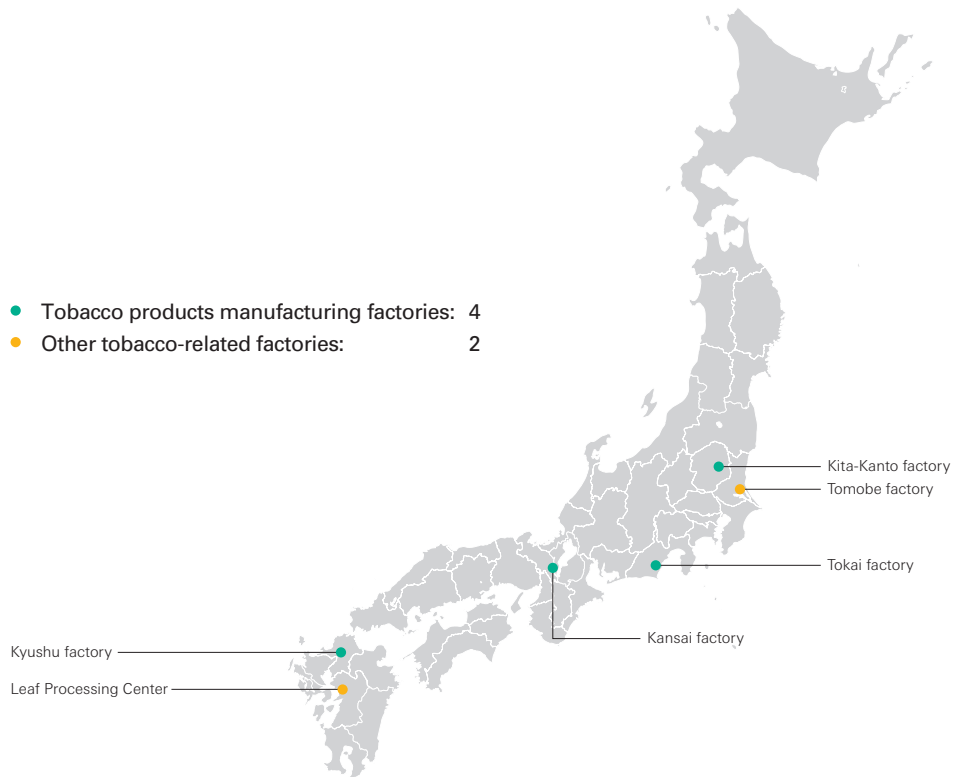 Tobacco products manufacturing factories: 4
Other tobacco-related factories: 2
Kita-Kanto factory
Tomobe factory
Tokai factory
Kansai factory
Kyushu factory
Leaf Processing Center